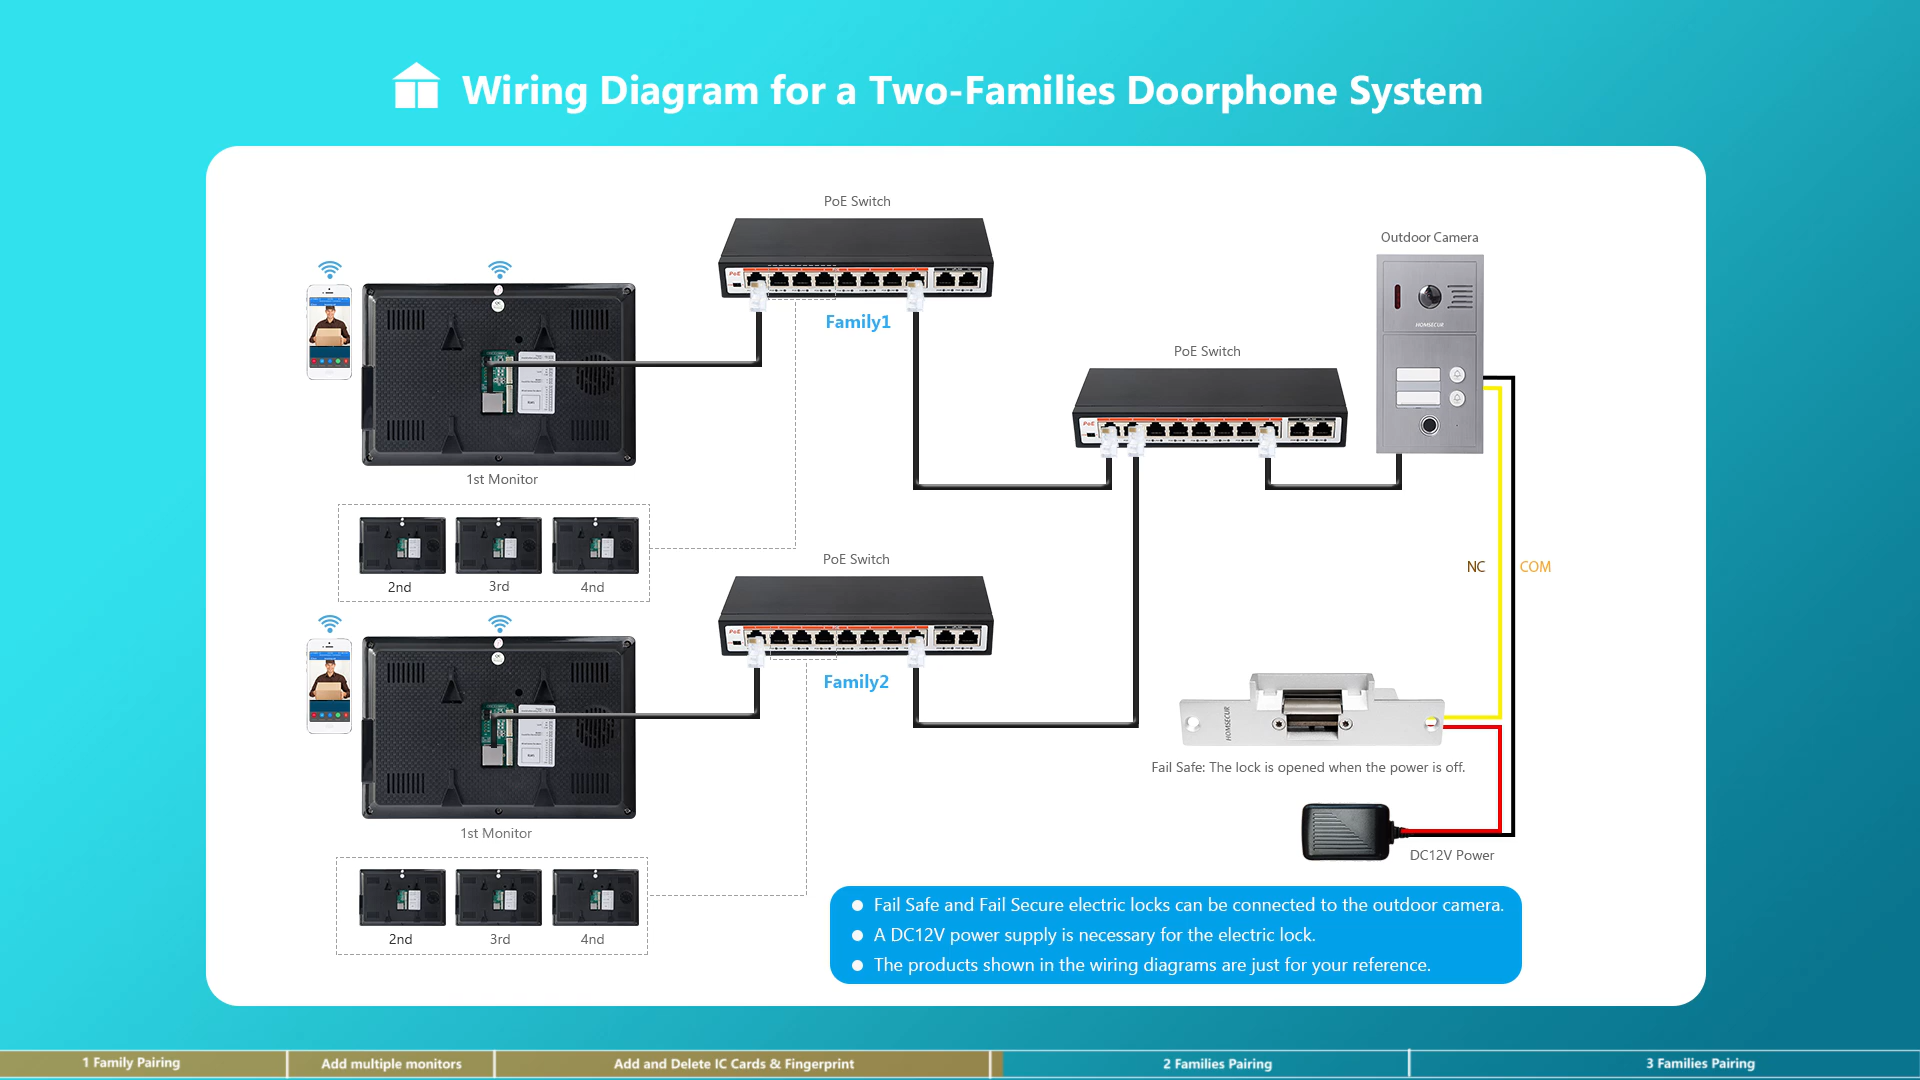 Wiring Diagram for a Two-Families Doorphone System
PoE Switch
PoE
Family1
Outdoor Camera
HOMSECUR
PoE Switch
PoE
1st Monitor
2nd
3rd
4nd
PoE Switch
PoE
Family2
NC
COM
HOMSECUR
Fail Safe: The lock is opened when the power is off.
1st Monitor
DC12V Power
2nd
3rd
4nd
Fail Safe and Fail Secure electric locks can be connected to the outdoor camera.
A DC12V power supply is necessary for the electric lock.
The products shown in the wiring diagrams are just for your reference.
1 Family Pairing
Add multiple monitors
Add and Delete IC Cards & Fingerprint
2 Families Pairing
3 Families Pairing